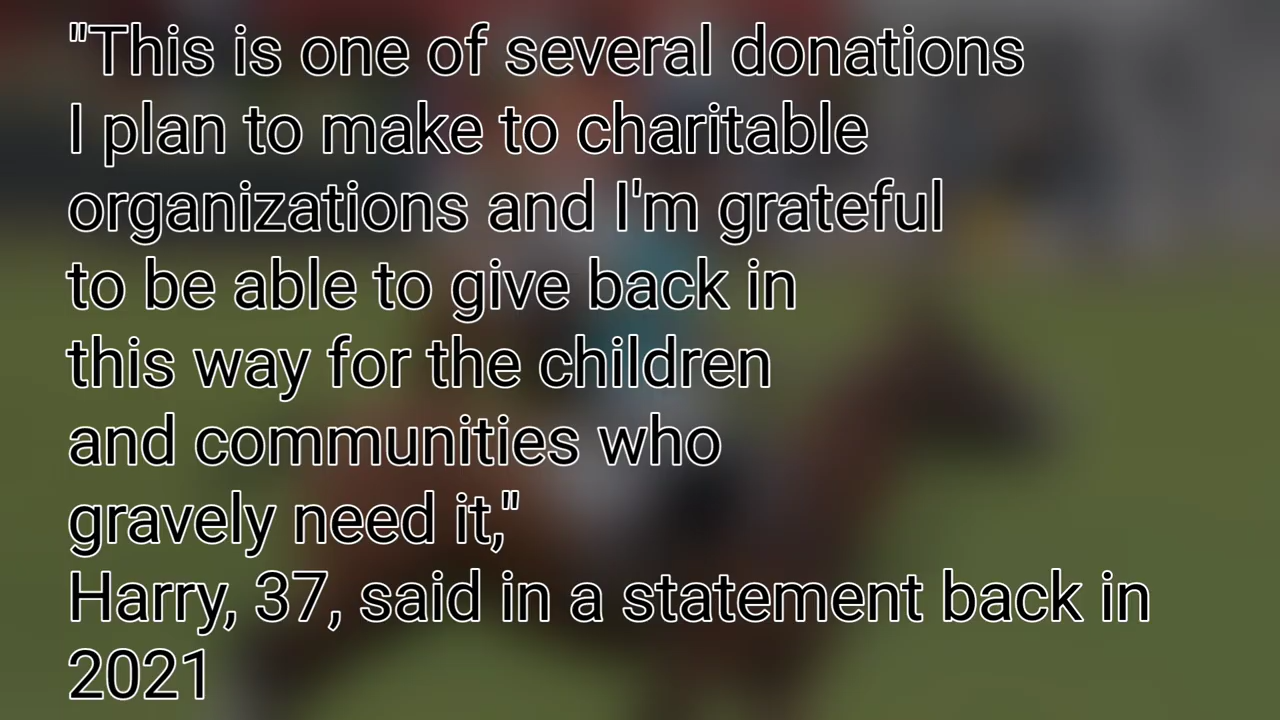 "This is one of several donations
I plan to make to charitable
organizations and I'm grateful
to be able to give back in
this way for the children
and communities who
gravely need it,"
Harry, 37, said in a statement back in
2021